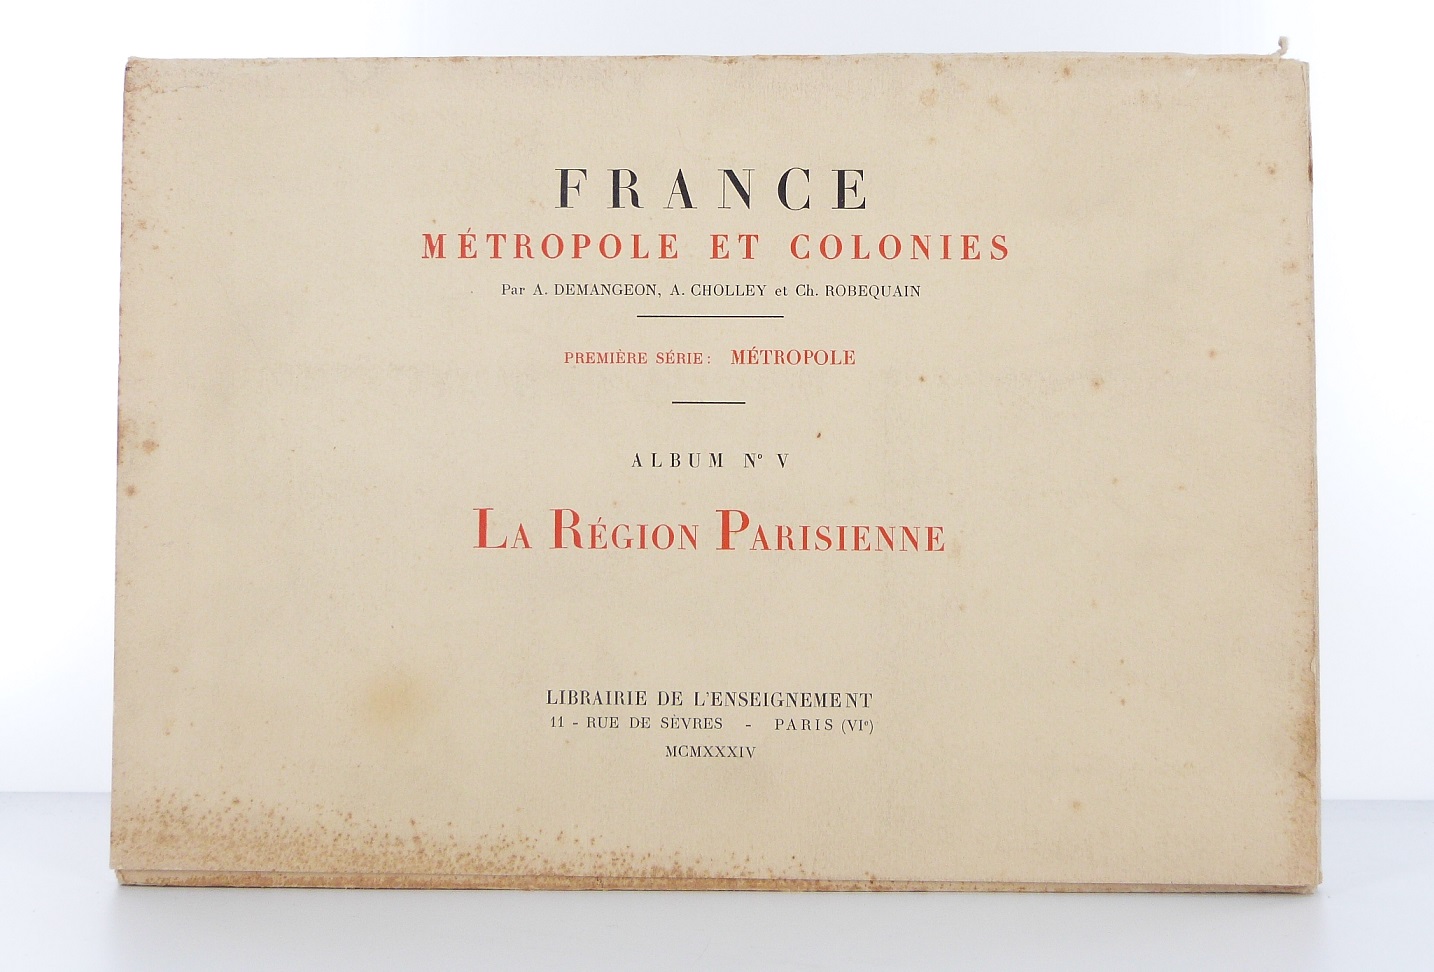 FRANCE
MÉTROPOLE ET COLONIES
Par A. DEMANGEON, A. CHOLLEY et Ch. ROBEQUAIN
PREMIÈRE SÉRIE: MÉTROPOLE
ALBUM Nº V
LA RÉGION PARISIENNE
LIBRAIRIE DE L'ENSEIGNEMENT
11 - RUE DE SÈVRES - PARIS (VIᵉ)
MCMXXXIV